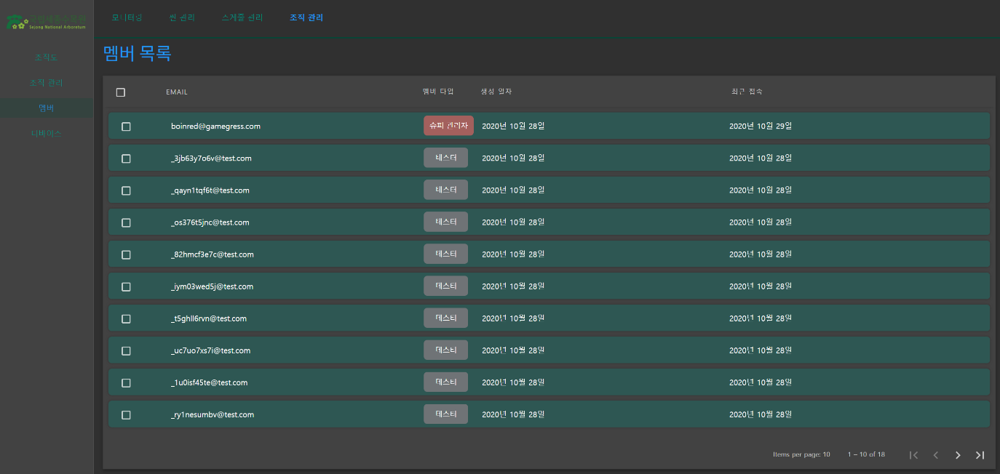 국립세종수목원
Sejong National Arboretum
모니터링 씬 관리 스케줄 관리 조직 관리
조직도
조직 관리
멤버
디바이스
멤버 목록
EMAIL 멤버 타입 생성 일자 최근 접속
boinred@gamegress.com 슈퍼 관리자 2020년 10월 28일 2020년 10월 29일
_3jb63y7o6v@test.com 테스터 2020년 10월 28일 2020년 10월 28일
_qayn1tqf6t@test.com 테스터 2020년 10월 28일 2020년 10월 28일
_os376t5jnc@test.com 테스터 2020년 10월 28일 2020년 10월 28일
_82hmcf3e7c@test.com 테스터 2020년 10월 28일 2020년 10월 28일
_jym03wed5j@test.com 테스터 2020년 10월 28일 2020년 10월 28일
_t5ghll6rvn@test.com 테스터 2020년 10월 28일 2020년 10월 28일
_uc7uo7xs7i@test.com 테스터 2020년 10월 28일 2020년 10월 28일
_1u0isf45te@test.com 테스터 2020년 10월 28일 2020년 10월 28일
_ry1nesumbv@test.com 테스터 2020년 10월 28일 2020년 10월 28일
Items per page: 10 1 – 10 of 18